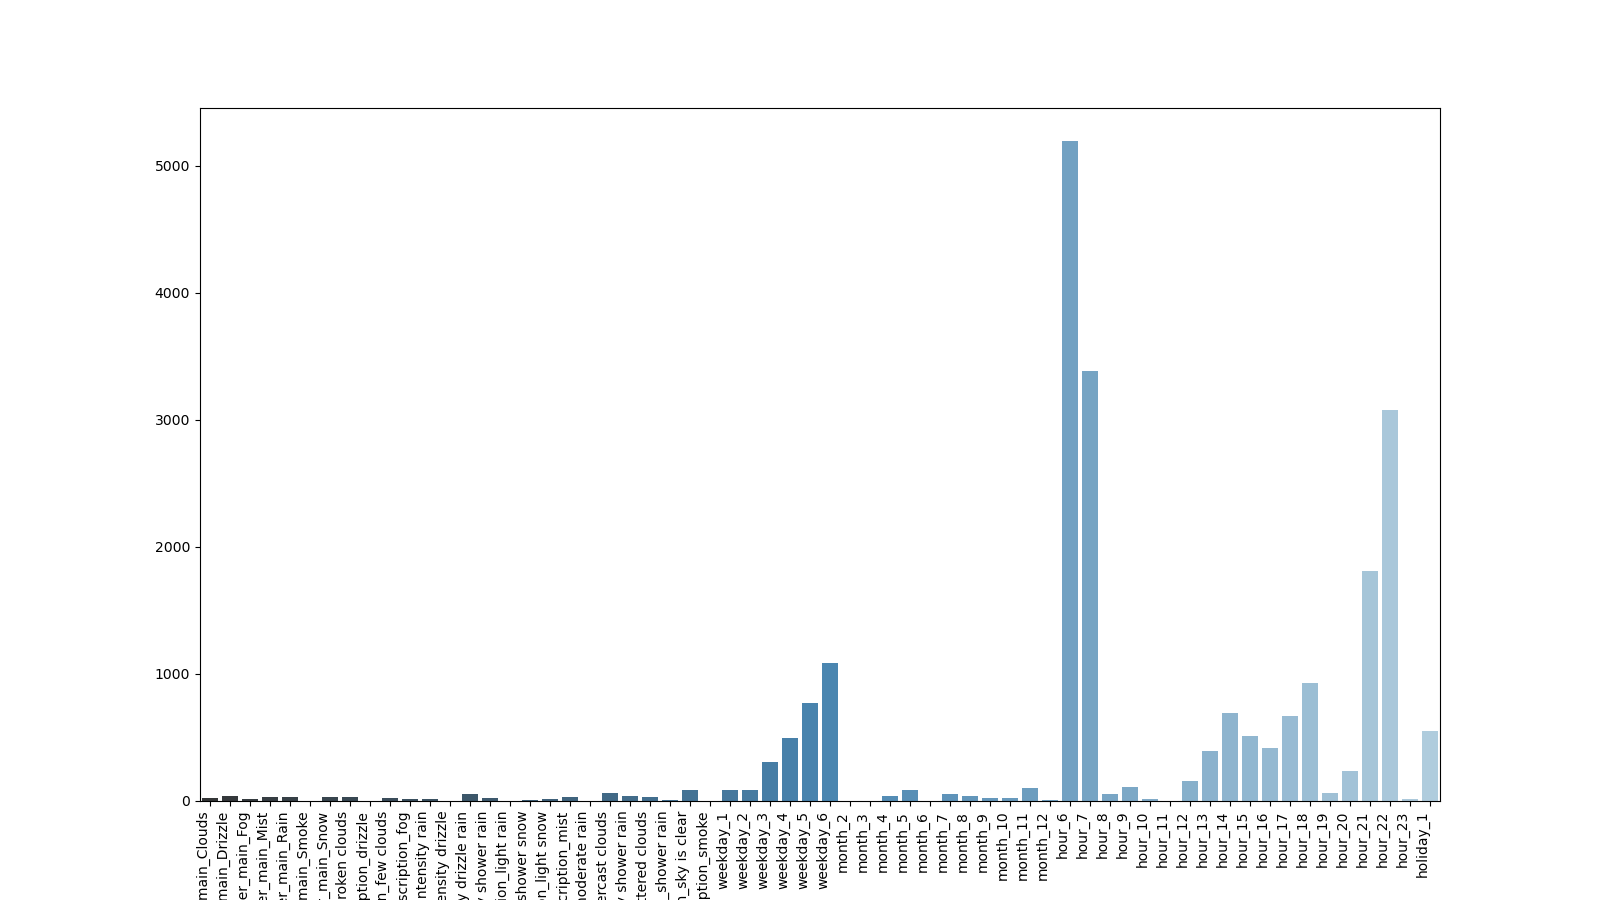 5000
4000
3000
2000
1000
0
main_Clouds
main_Drizzle
er_main_Fog
er_main_Mist
er_main_Rain
main_Smoke
r_main_Snow
roken clouds
ption_drizzle
n_few clouds
scription_fog
ntensity rain
ensity drizzle
y drizzle rain
y shower rain
ion_light rain
shower snow
on_light snow
cription_mist
noderate rain
ercast clouds
y shower rain
ttered clouds
_shower rain
n_sky is clear
ption_smoke
weekday_1
weekday_2
weekday_3
weekday_4
weekday_5
weekday_6
month_2
month_3
month_4
month_5
month_6
month_7
month_8
month_9
month_10
month_11
month_12
hour_6
hour_7
hour_8
hour_9
hour_10
hour_11
hour_12
hour_13
hour_14
hour_15
hour_16
hour_17
hour_18
hour_19
hour_20
hour_21
hour_22
hour_23
holiday_1